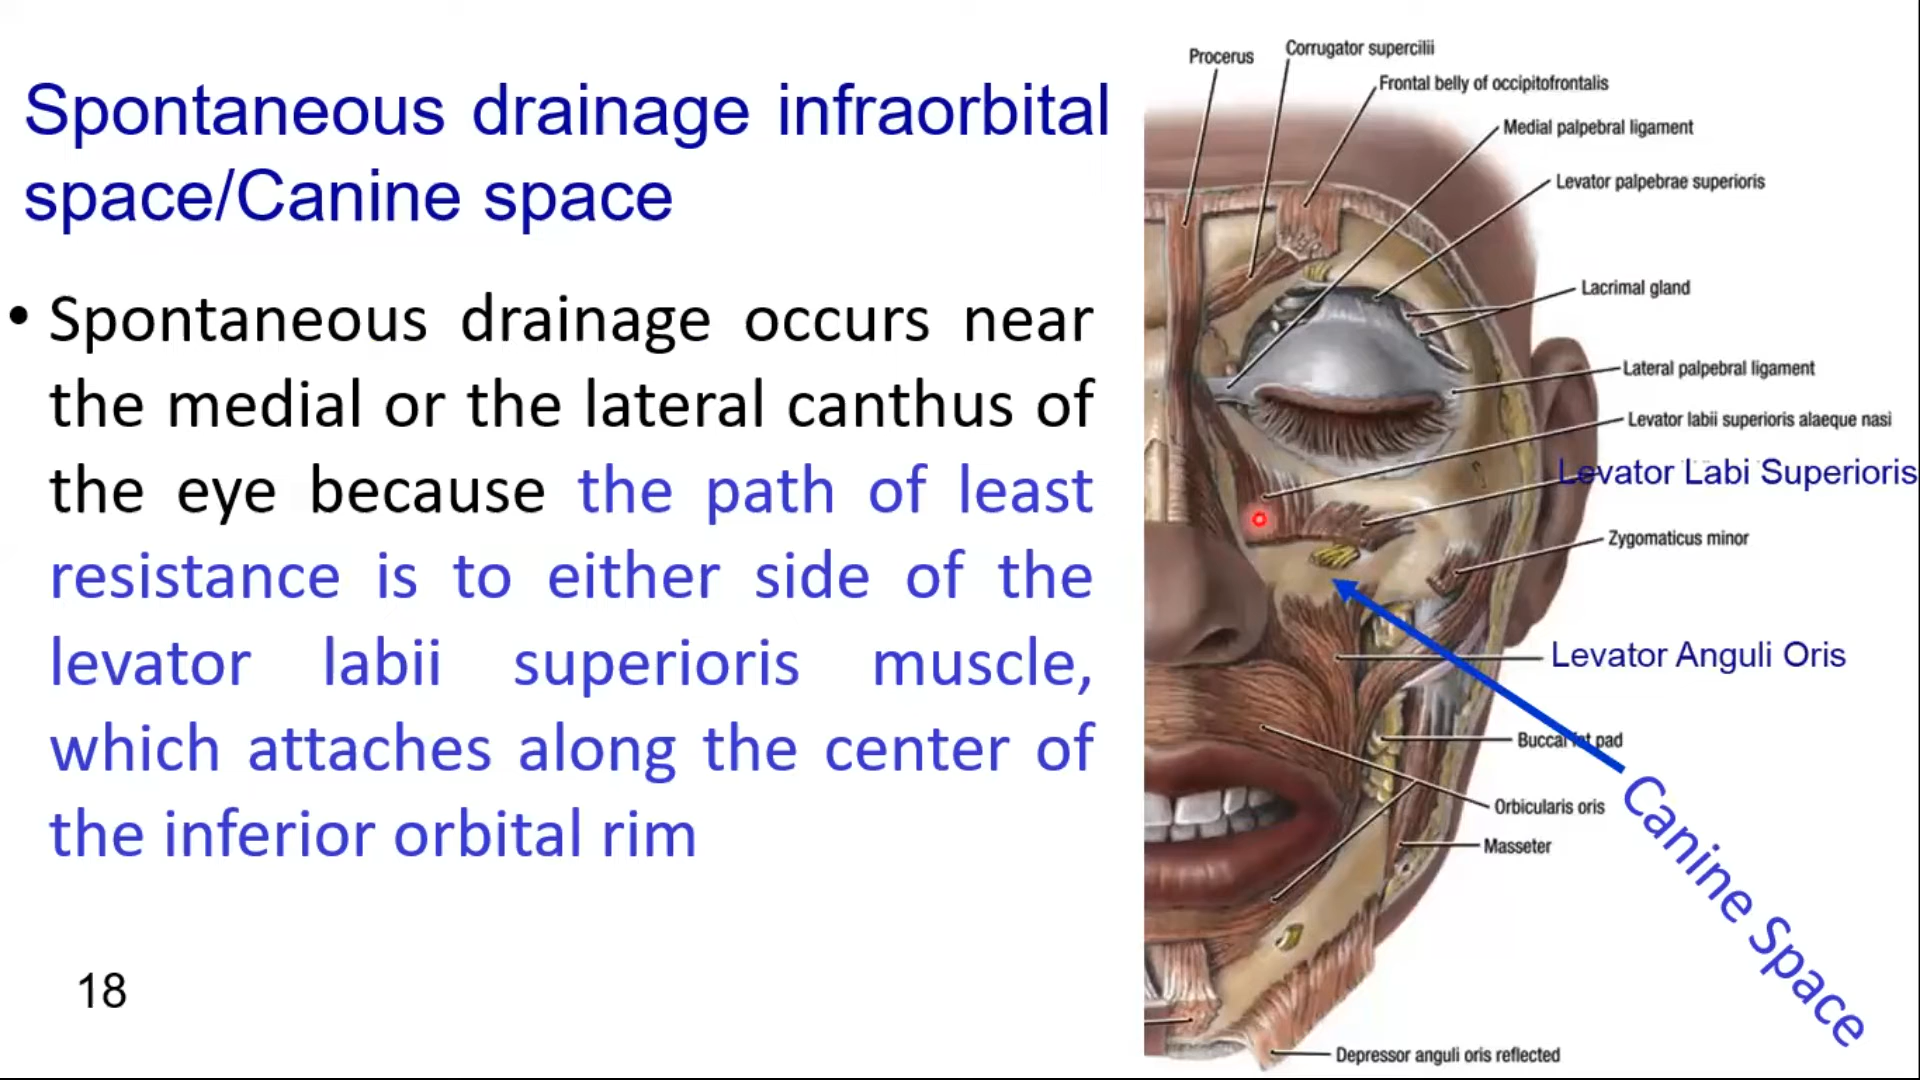 Spontaneous drainage infraorbital
space/Canine space
• Spontaneous drainage occurs near
the medial or the lateral canthus of
the eye because the path of least
resistance is to either side of the
levator labii superioris muscle,
which attaches along the center of
the inferior orbital rim
18
Procerus
Corrugator supercilii
Frontal belly of occipitofrontalis
Medial palpebral ligament
Levator palpebrae superioris
Lacrimal gland
Lateral palpebral ligament
Levator labii superioris alaeque nasi
Levator Labi Superioris
Zygomaticus minor
Levator Anguli Oris
Buccal fat pad
Orbicularis oris
Masseter
Canine Space
Depressor anguli oris reflected